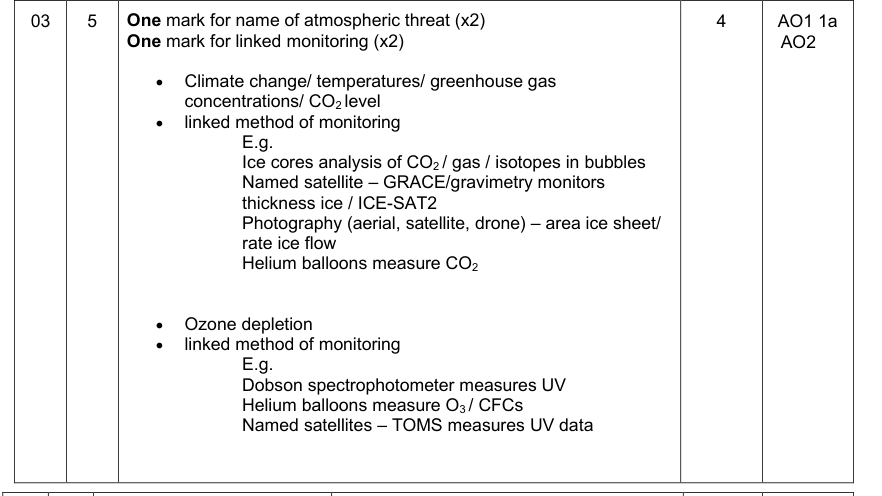 03 5 One mark for name of atmospheric threat (x2) 4 AO1 1a
One mark for linked monitoring (x2) AO2
• Climate change/ temperatures/ greenhouse gas
concentrations/ CO₂ level
• linked method of monitoring
E.g.
Ice cores analysis of CO₂ / gas / isotopes in bubbles
Named satellite – GRACE/gravimetry monitors
thickness ice / ICE-SAT2
Photography (aerial, satellite, drone) – area ice sheet/
rate ice flow
Helium balloons measure CO₂
• Ozone depletion
• linked method of monitoring
E.g.
Dobson spectrophotometer measures UV
Helium balloons measure O₃ / CFCs
Named satellites – TOMS measures UV data